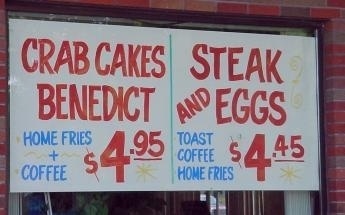 CRAB CAKES
BENEDICT
HOME FRIES
+
COFFEE
$4.95
STEAK
AND EGGS
TOAST
COFFEE
HOME FRIES
$4.45